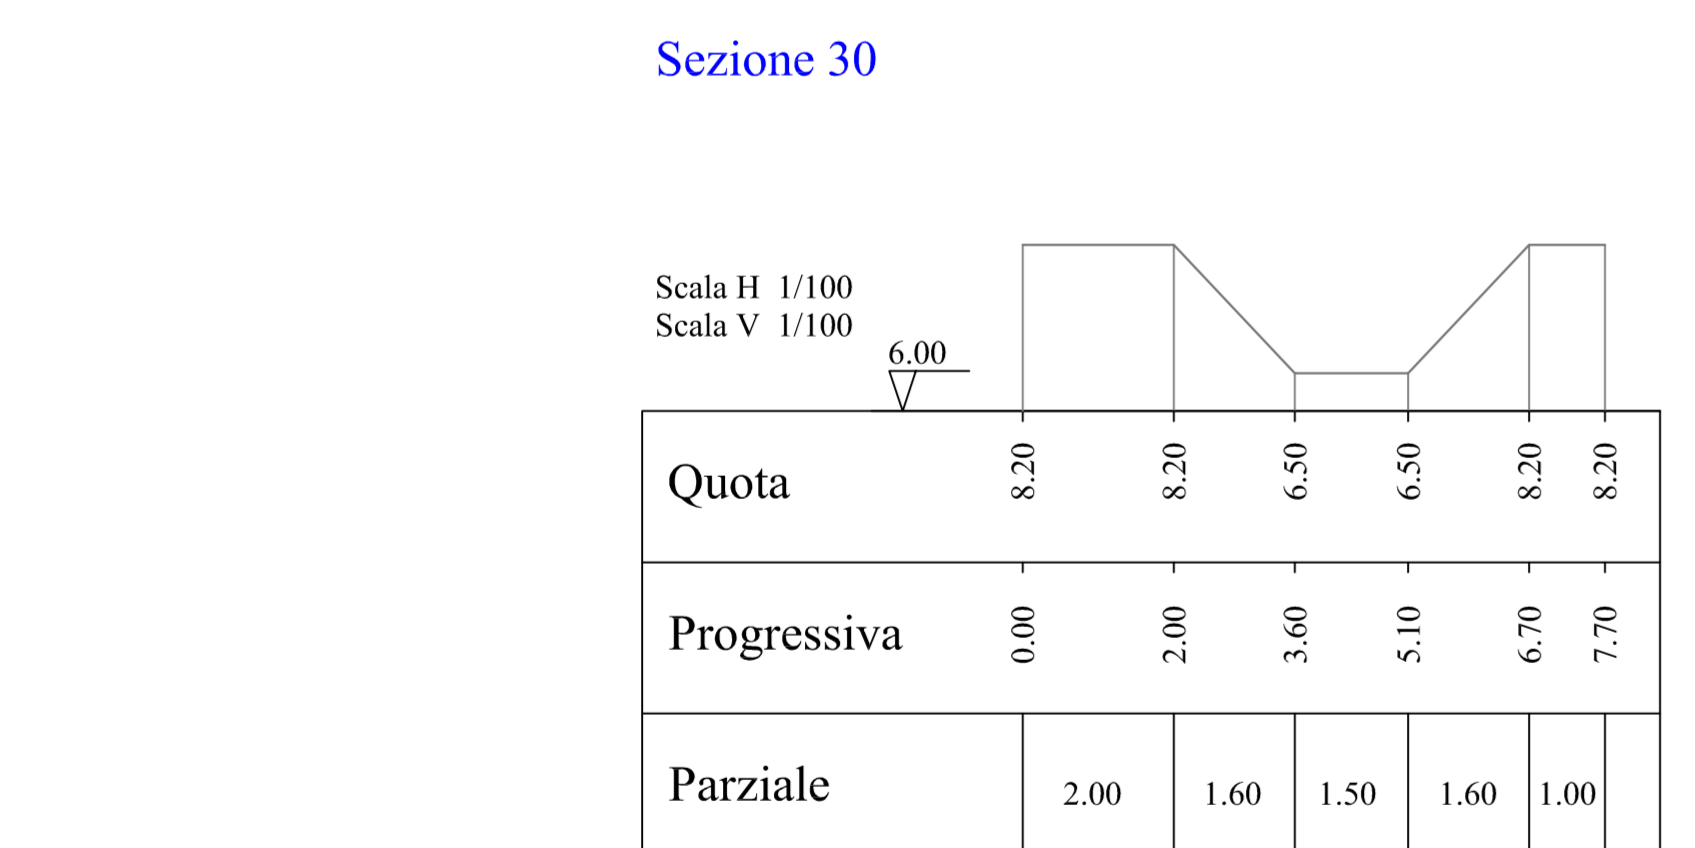 Sezione 30
Scala H 1/100
Scala V 1/100
6.00
Quota 8.20 8.20 6.50 6.50 8.20 8.20
Progressiva 0.00 2.00 3.60 5.10 6.70 7.70
Parziale 2.00 1.60 1.50 1.60 1.00